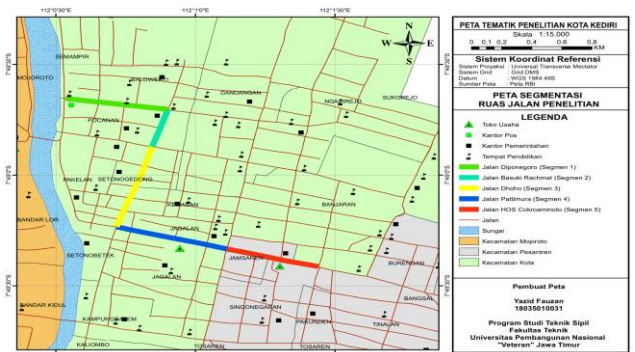 112°0'30"E
112°1'0"E
112°1'30"E
N
W
E
S
SEMAMPIR
MOJOROTO
BALOWERTI
DANDANGAN
NGADIREJO
SUKOREJO
POCANAN
PAKELAN
SETONOGEDONG
BANJARAN
BANDAR LOR
JAGALAN
SETONOBETEK
JAMSAREN
BURENGAN
JAGALAN
BANGSAL
BANDAR KIDUL
SINGONEGARAN
KAMPUNGDALEM
PAKUNDEN
TINALAN
KALIOMBO
TOSAREN
TOSAREN
PETA TEMATIK PENELITIAN KOTA KEDIRI
Skala 1:15.000
0 0.1 0.2 0.4 0.6 0.8
KM
Sistem Koordinat Referensi
Sistem Proyeksi : Universal Transverse Mectator
Sistem Grid : Grid DMS
Datum : WGS 1984 49S
Sumber Peta : Peta RBI
PETA SEGMENTASI
RUAS JALAN PENELITIAN
LEGENDA
Toko Usaha
Kantor Pos
Kantor Pemerintahan
Tempat Pendidikan
Jalan Diponegoro (Segmen 1)
Jalan Basuki Rachmat (Segmen 2)
Jalan Dhoho (Segmen 3)
Jalan Pattimura (Segmen 4)
Jalan HOS Cokroaminoto (Segmen 5)
Jalan
Sungai
Kecamatan Mojoroto
Kecamatan Pesantren
Kecamatan Kota
Pembuat Peta
Yazid Fauzan
18035010031
Program Studi Teknik Sipil
Fakultas Teknik
Universitas Pembangunan Nasional
"Veteran" Jawa Timur